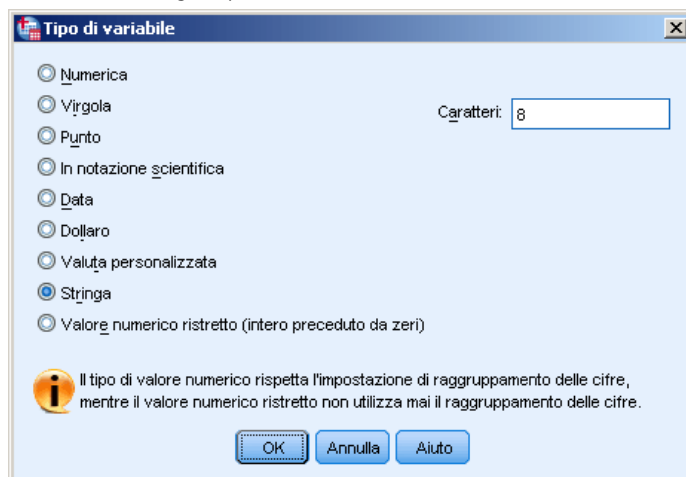 Tipo di variabile
Numerica
Virgola
Caratteri: 8
Punto
In notazione scientifica
Data
Dollaro
Valuta personalizzata
Stringa
Valore numerico ristretto (intero preceduto da zeri)
Il tipo di valore numerico rispetta l'impostazione di raggruppamento delle cifre,
mentre il valore numerico ristretto non utilizza mai il raggruppamento delle cifre.
OK Annulla Aiuto